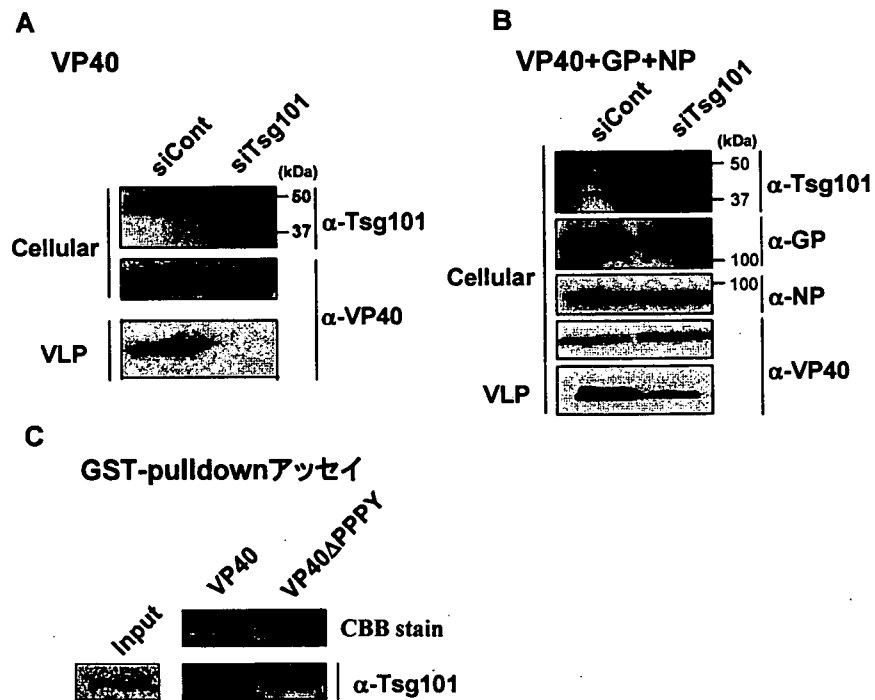 A
VP40
siCont
siTsg101
(kDa)
50
37
α-Tsg101
Cellular
α-VP40
VLP
B
VP40+GP+NP
siCont
siTsg101
(kDa)
50
37
α-Tsg101
α-GP
100
Cellular
100
α-NP
α-VP40
VLP
C
GST-pulldownアッセイ
VP40
VP40ΔPPPY
Input
CBB stain
α-Tsg101